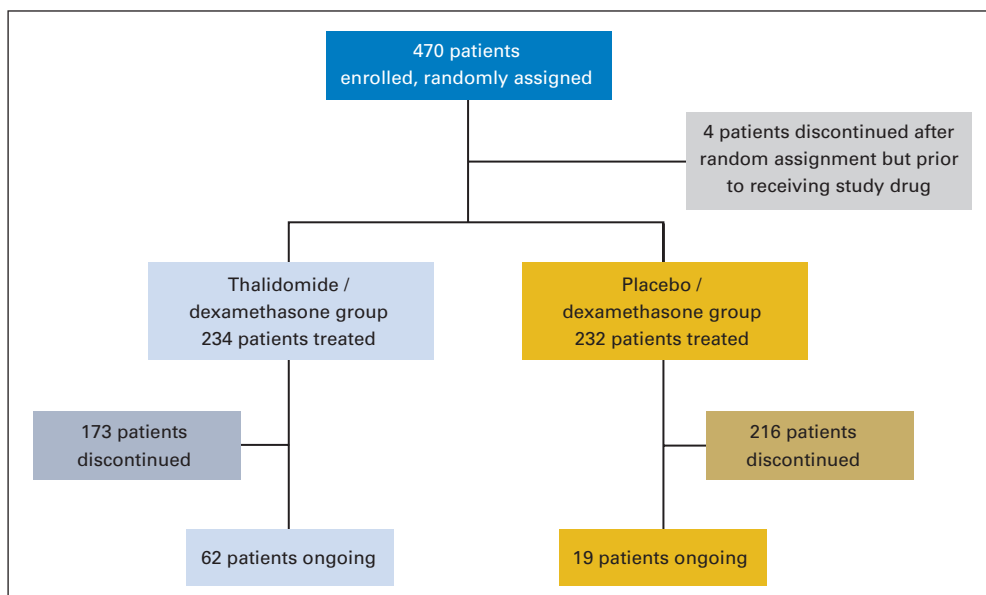 470 patients
enrolled, randomly assigned
4 patients discontinued after
random assignment but prior
to receiving study drug
Thalidomide /
dexamethasone group
234 patients treated
Placebo /
dexamethasone group
232 patients treated
173 patients
discontinued
216 patients
discontinued
62 patients ongoing
19 patients ongoing